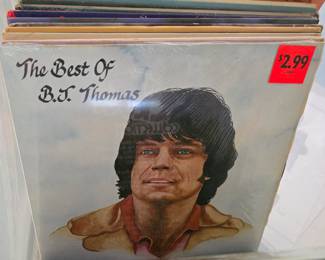 The Best Of
B.J. Thomas
$2.99